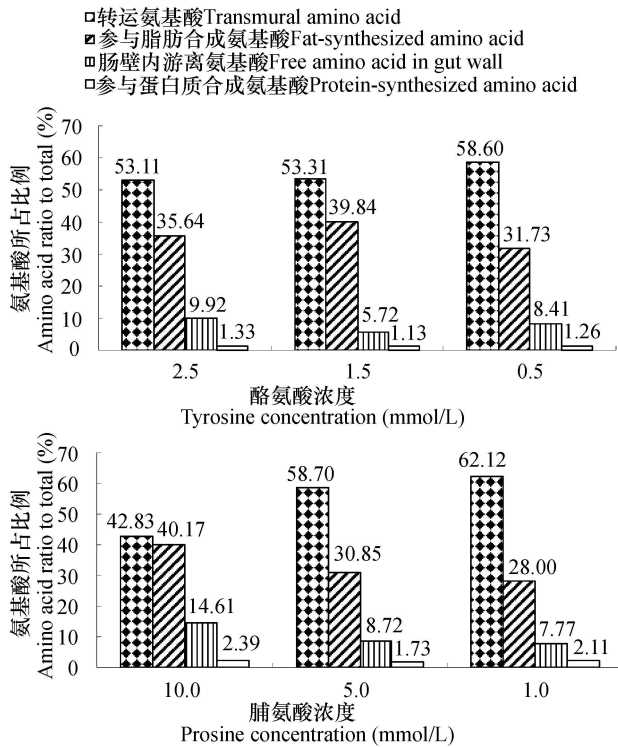 转运氨基酸Transmural amino acid
参与脂肪合成氨基酸Fat-synthesized amino acid
肠壁内游离氨基酸Free amino acid in gut wall
参与蛋白质合成氨基酸Protein-synthesized amino acid
氨基酸所占比例
Amino acid ratio to total (%)
70
60
50
40
30
20
10
0
53.11
35.64
9.92
1.33
53.31
39.84
5.72
1.13
58.60
31.73
8.41
1.26
2.5 1.5 0.5
酪氨酸浓度
Tyrosine concentration (mmol/L)
氨基酸所占比例
Amino acid ratio to total (%)
70
60
50
40
30
20
10
0
42.83
40.17
14.61
2.39
58.70
30.85
8.72
1.73
62.12
28.00
7.77
2.11
10.0 5.0 1.0
脯氨酸浓度
Prosine concentration (mmol/L)